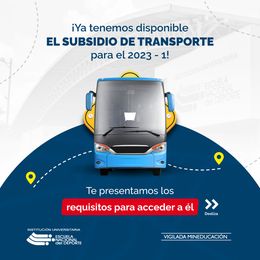 ¡Ya tenemos disponible
EL SUBSIDIO DE TRANSPORTE
para el 2023 - 1!
Te presentamos los
requisitos para acceder a él
Desliza
INSTITUCIÓN UNIVERSITARIA
ESCUELA
NACIONAL
del DEPORTE
VIGILADA MINEDUCACIÓN